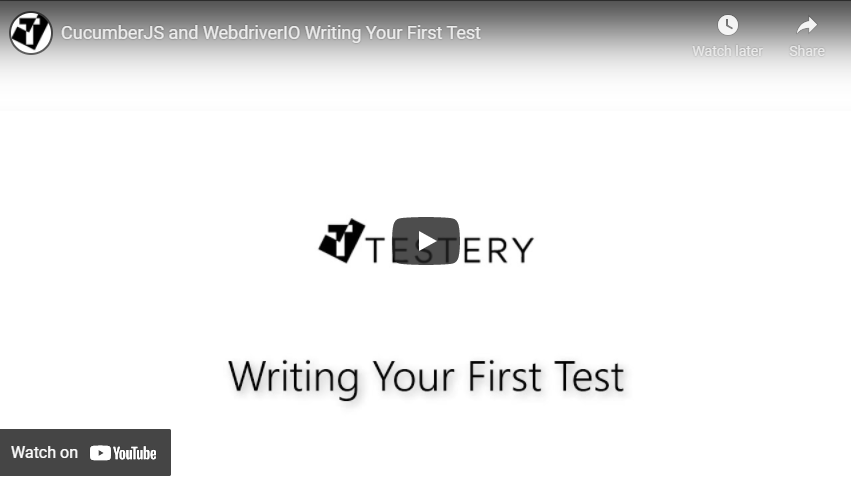 CucumberJS and WebdriverIO Writing Your First Test
Watch later
Share
TESTERY
Writing Your First Test
Watch on YouTube